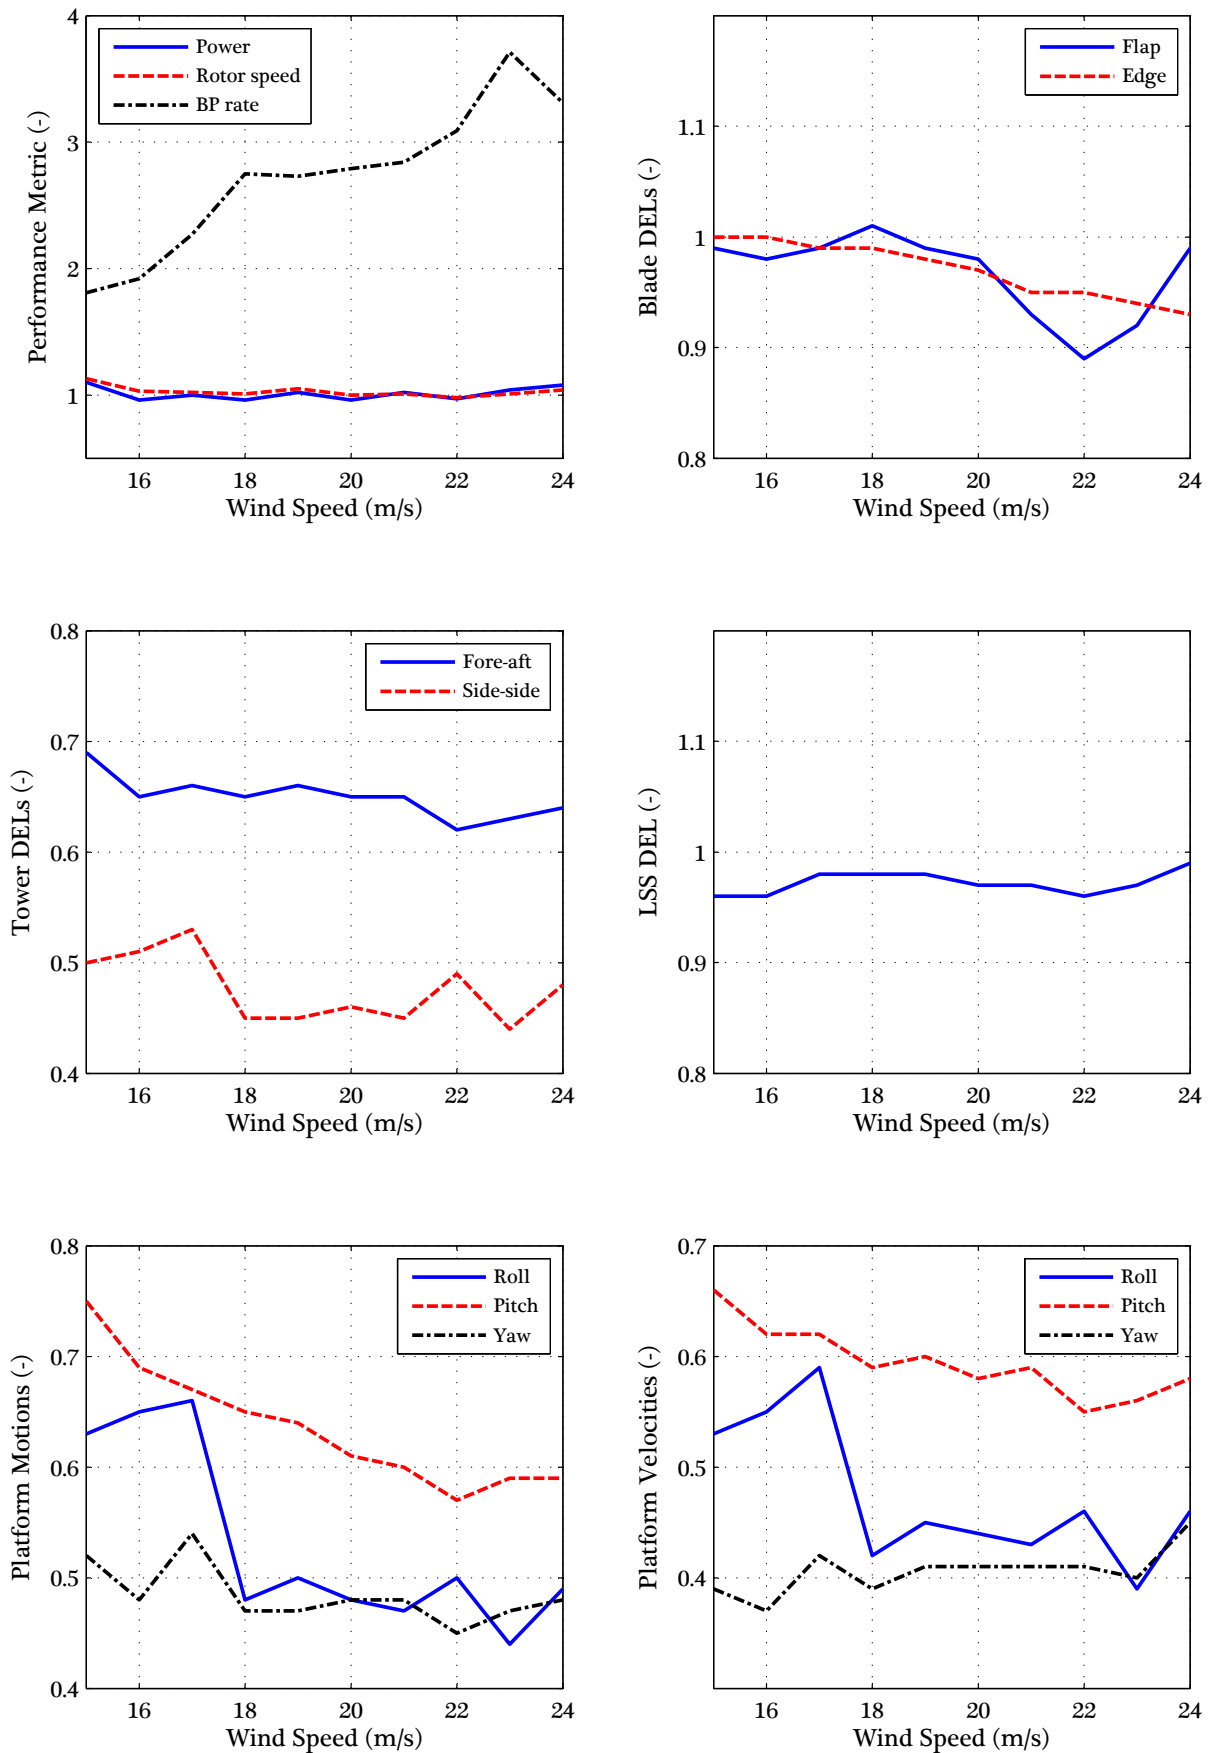 4
3
2
1
Performance Metric (-)
Power
Rotor speed
BP rate
16 18 20 22 24
Wind Speed (m/s)
1.1
1
0.9
0.8
Blade DELs (-)
Flap
Edge
16 18 20 22 24
Wind Speed (m/s)
0.8
0.7
0.6
0.5
0.4
Tower DELs (-)
Fore-aft
Side-side
16 18 20 22 24
Wind Speed (m/s)
1.1
1
0.9
0.8
LSS DEL (-)
16 18 20 22 24
Wind Speed (m/s)
0.8
0.7
0.6
0.5
0.4
Platform Motions (-)
Roll
Pitch
Yaw
16 18 20 22 24
Wind Speed (m/s)
0.7
0.6
0.5
0.4
Platform Velocities (-)
Roll
Pitch
Yaw
16 18 20 22 24
Wind Speed (m/s)